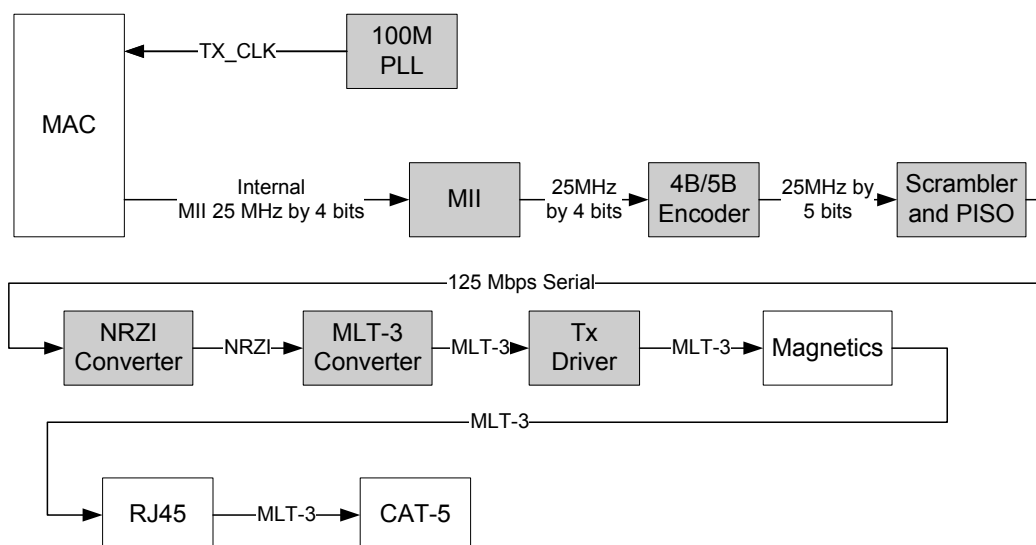 MAC
TX_CLK
100M
PLL
Internal
MII 25 MHz by 4 bits
MII
25MHz
by 4 bits
4B/5B
Encoder
25MHz by
5 bits
Scrambler
and PISO
125 Mbps Serial
NRZI
Converter
NRZI
MLT-3
Converter
MLT-3
Tx
Driver
MLT-3
Magnetics
MLT-3
RJ45
MLT-3
CAT-5